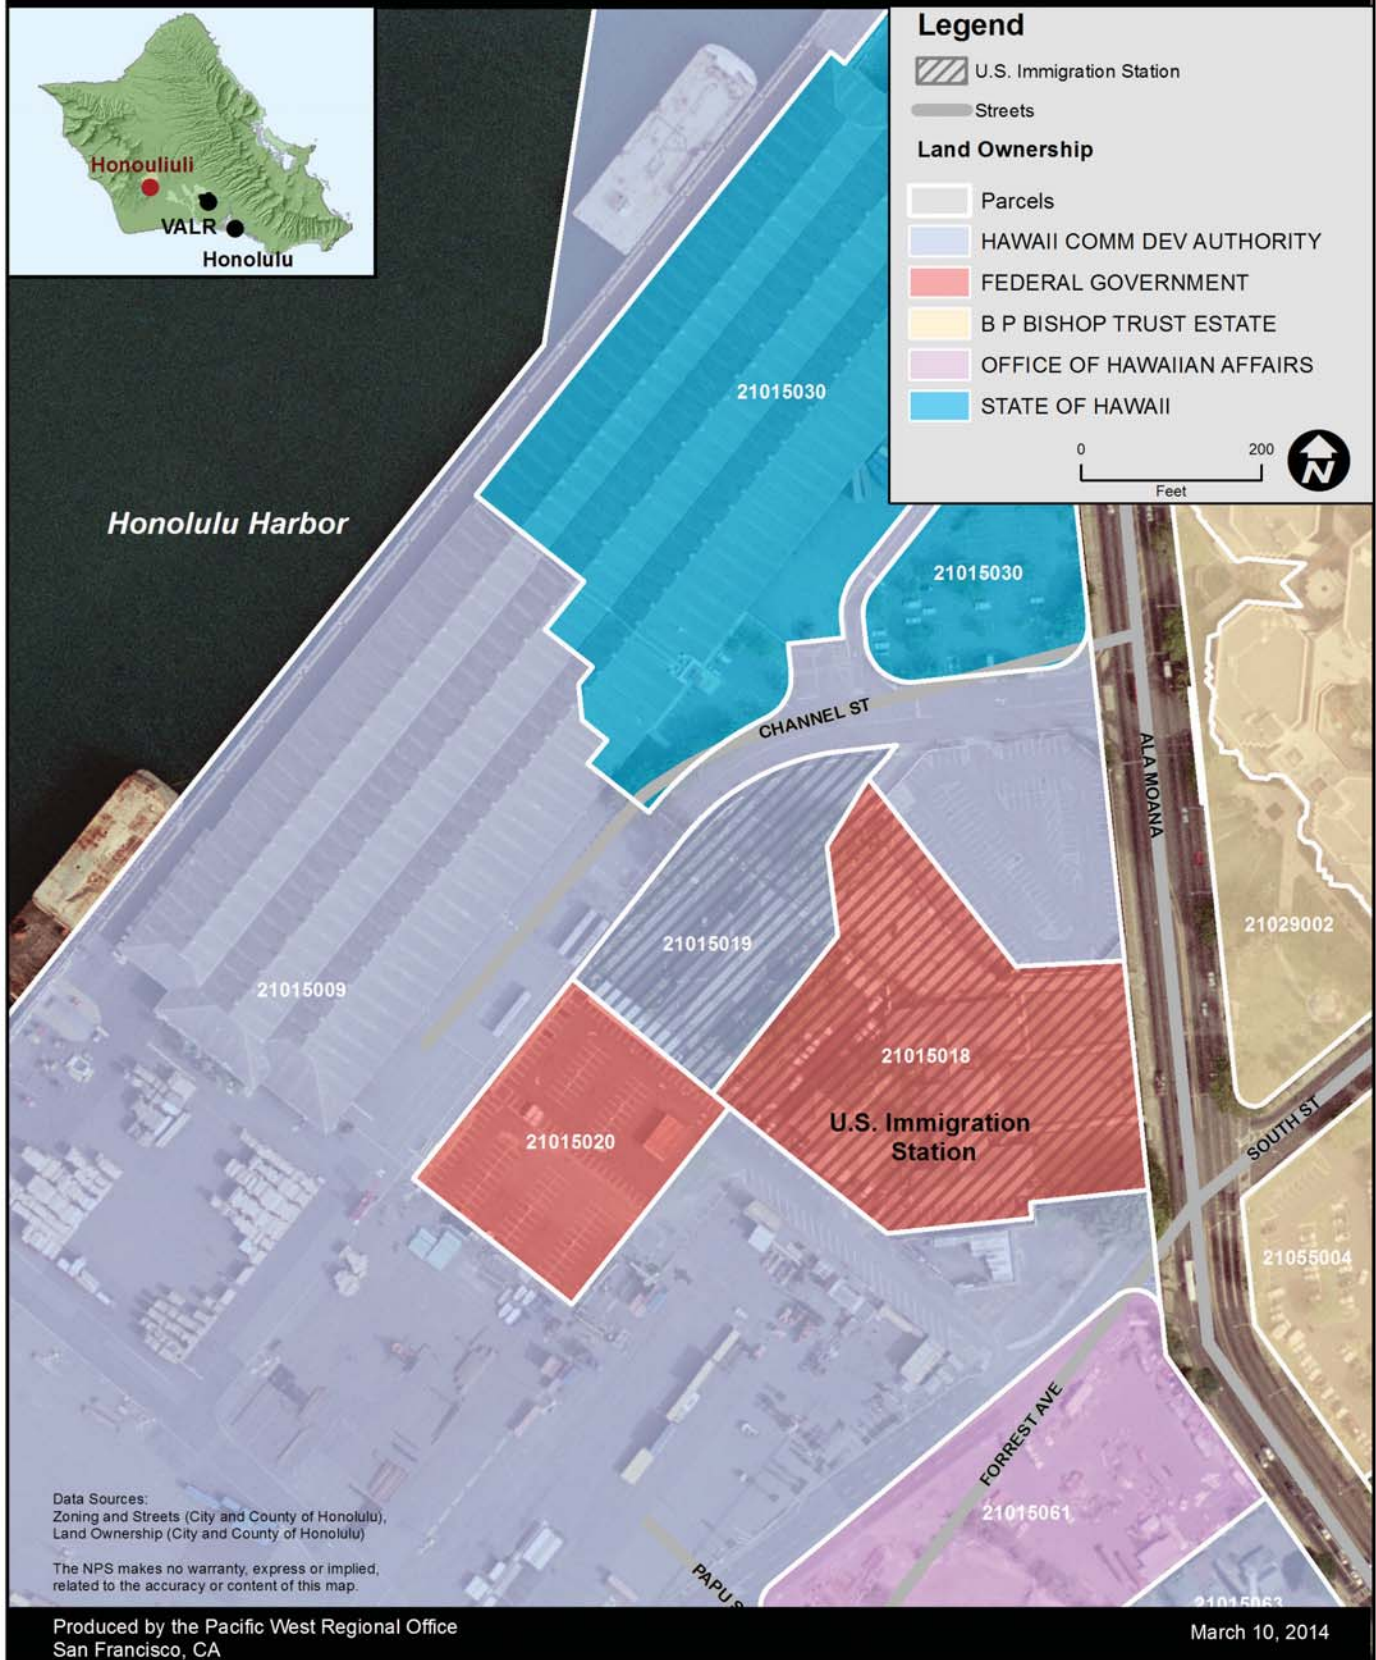 Honouliuli
VALR
Honolulu
Legend
U.S. Immigration Station
Streets
Land Ownership
Parcels
HAWAII COMM DEV AUTHORITY
FEDERAL GOVERNMENT
B P BISHOP TRUST ESTATE
OFFICE OF HAWAIIAN AFFAIRS
STATE OF HAWAII
0 200
Feet
N
21015030
Honolulu Harbor
21015030
CHANNEL ST
ALA MOANA
21029002
21015019
21015009
21015018
U.S. Immigration
Station
21015020
SOUTH ST
21055004
FORREST AVE
21015061
PAPU S
21015063
Data Sources:
Zoning and Streets (City and County of Honolulu),
Land Ownership (City and County of Honolulu)
The NPS makes no warranty, express or implied,
related to the accuracy or content of this map.
Produced by the Pacific West Regional Office
San Francisco, CA
March 10, 2014